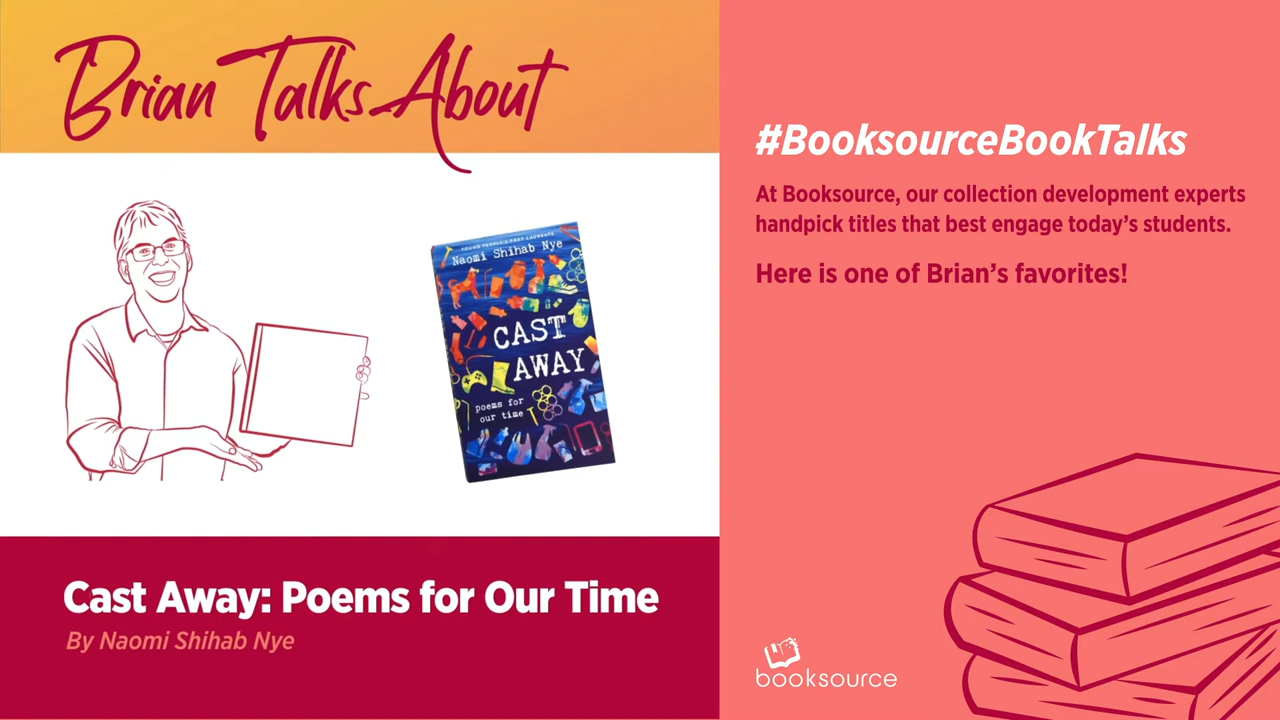 Brian Talks About
YOUNG PEOPLE'S POET LAUREATE
Naomi Shihab Nye
CAST
AWAY
poems for
our time
Cast Away: Poems for Our Time
By Naomi Shihab Nye
#BooksourceBookTalks
At Booksource, our collection development experts
handpick titles that best engage today’s students.
Here is one of Brian’s favorites!
booksource